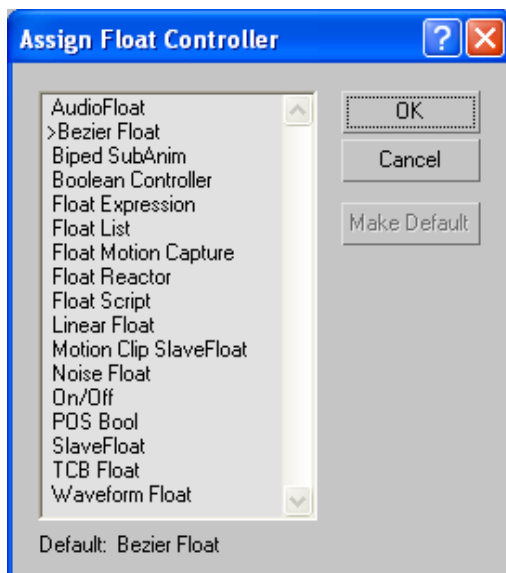 Assign Float Controller
AudioFloat
>Bezier Float
Biped SubAnim
Boolean Controller
Float Expression
Float List
Float Motion Capture
Float Reactor
Float Script
Linear Float
Motion Clip SlaveFloat
Noise Float
On/Off
POS Bool
SlaveFloat
TCB Float
Waveform Float
OK
Cancel
Make Default
Default: Bezier Float